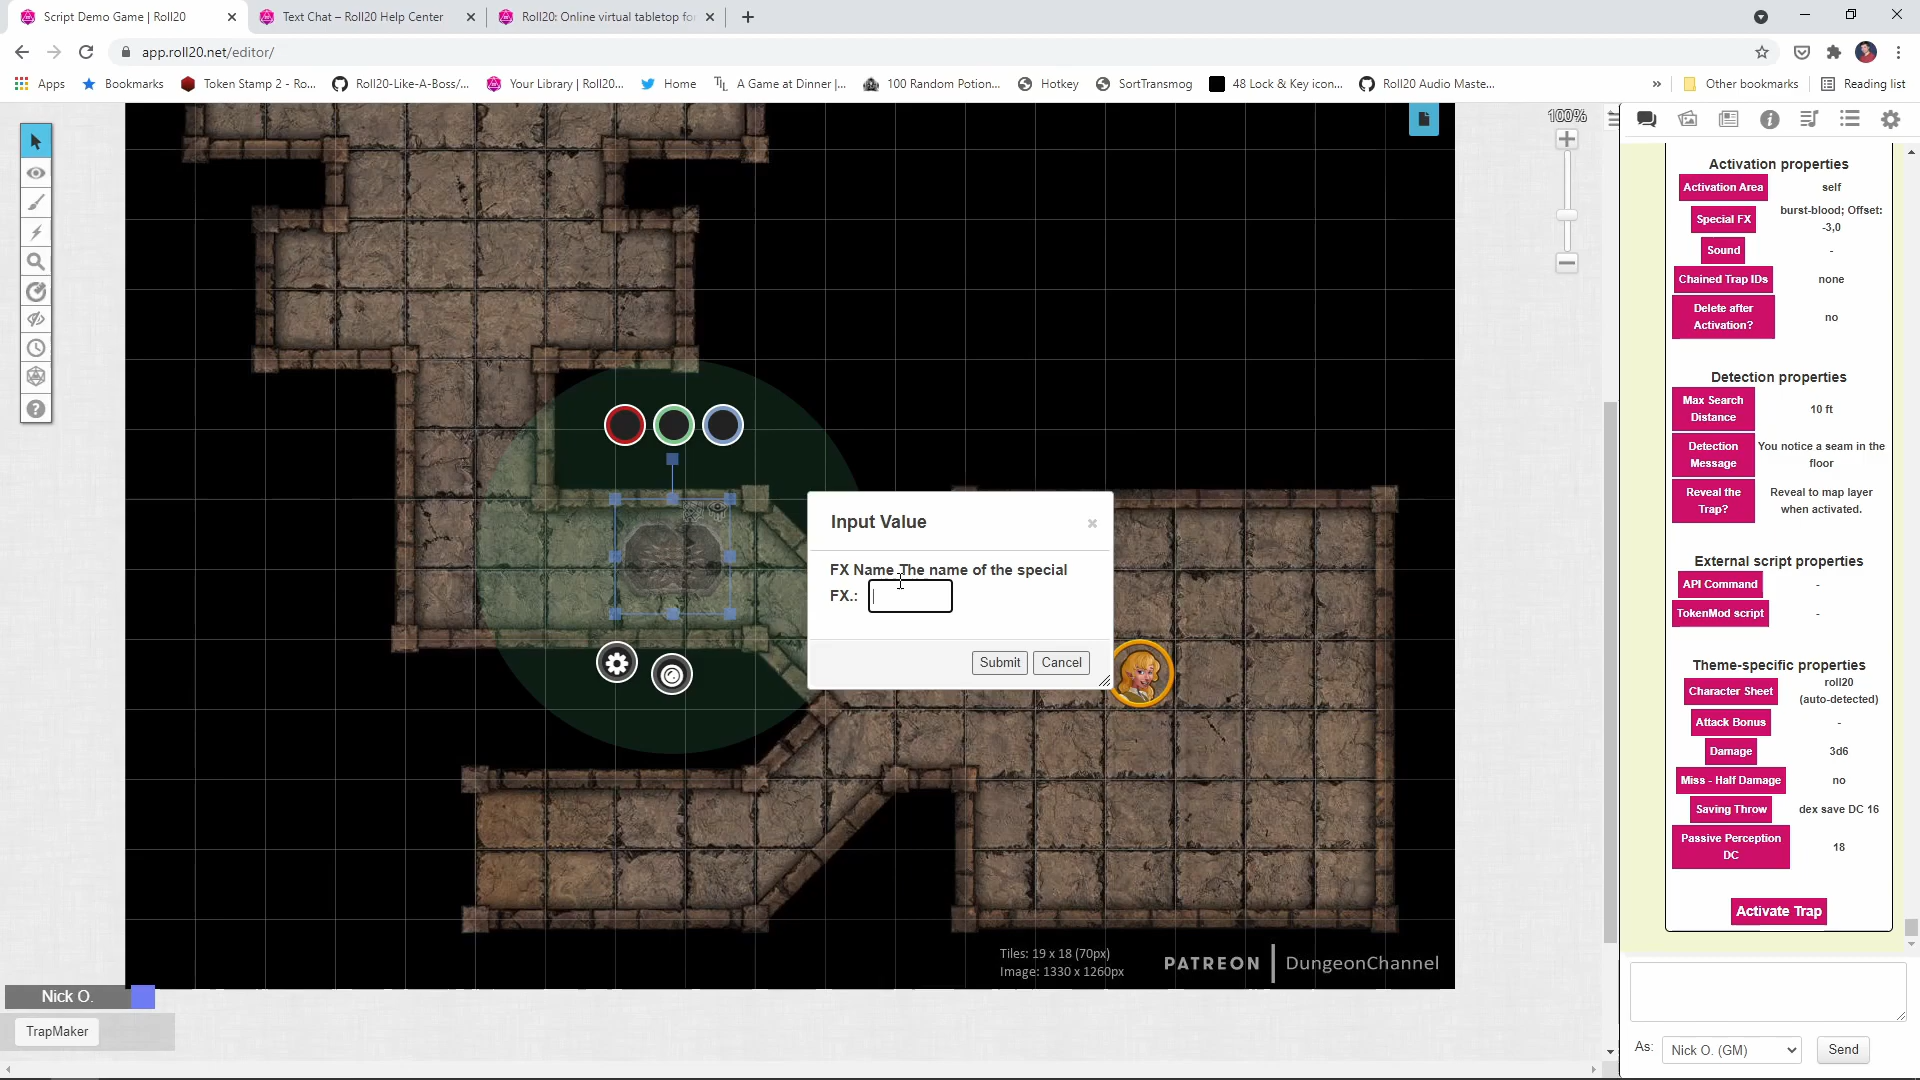 Script Demo Game | Roll20
Text Chat – Roll20 Help Center
Roll20: Online virtual tabletop fo
app.roll20.net/editor/
Apps
Bookmarks
Token Stamp 2 - Ro...
Roll20-Like-A-Boss/...
Your Library | Roll20...
Home
TL A Game at Dinner |...
100 Random Potion...
Hotkey
SortTransmog
48 Lock & Key icon...
Roll20 Audio Maste...
»
Other bookmarks
Reading list
100%
Activation properties
Activation Area
self
Special FX
burst-blood; Offset:
-3,0
Sound
-
Chained Trap IDs
none
Delete after
Activation?
no
Detection properties
Max Search
Distance
10 ft
Detection
Message
You notice a seam in the
floor
Reveal the
Trap?
Reveal to map layer
when activated.
External script properties
API Command
-
TokenMod script
-
Theme-specific properties
Character Sheet
roll20
(auto-detected)
Attack Bonus
-
Damage
3d6
Miss - Half Damage
no
Saving Throw
dex save DC 16
Passive Perception
DC
18
Activate Trap
Input Value
×
FX Name The name of the special
FX.:
Submit
Cancel
Tiles: 19 x 18 (70px)
Image: 1330 x 1260px
PATREON | DungeonChannel
Nick O.
TrapMaker
As:
Nick O. (GM)
Send